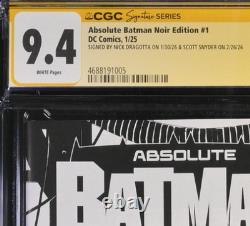 CGC Signature SERIES
9.4
WHITE Pages
Absolute Batman Noir Edition #1
DC Comics, 1/25
SIGNED BY NICK DRAGOTTA on 1/30/26 & SCOTT SNYDER on 2/26/26
4688191005
ABSOLUTE
BATMA